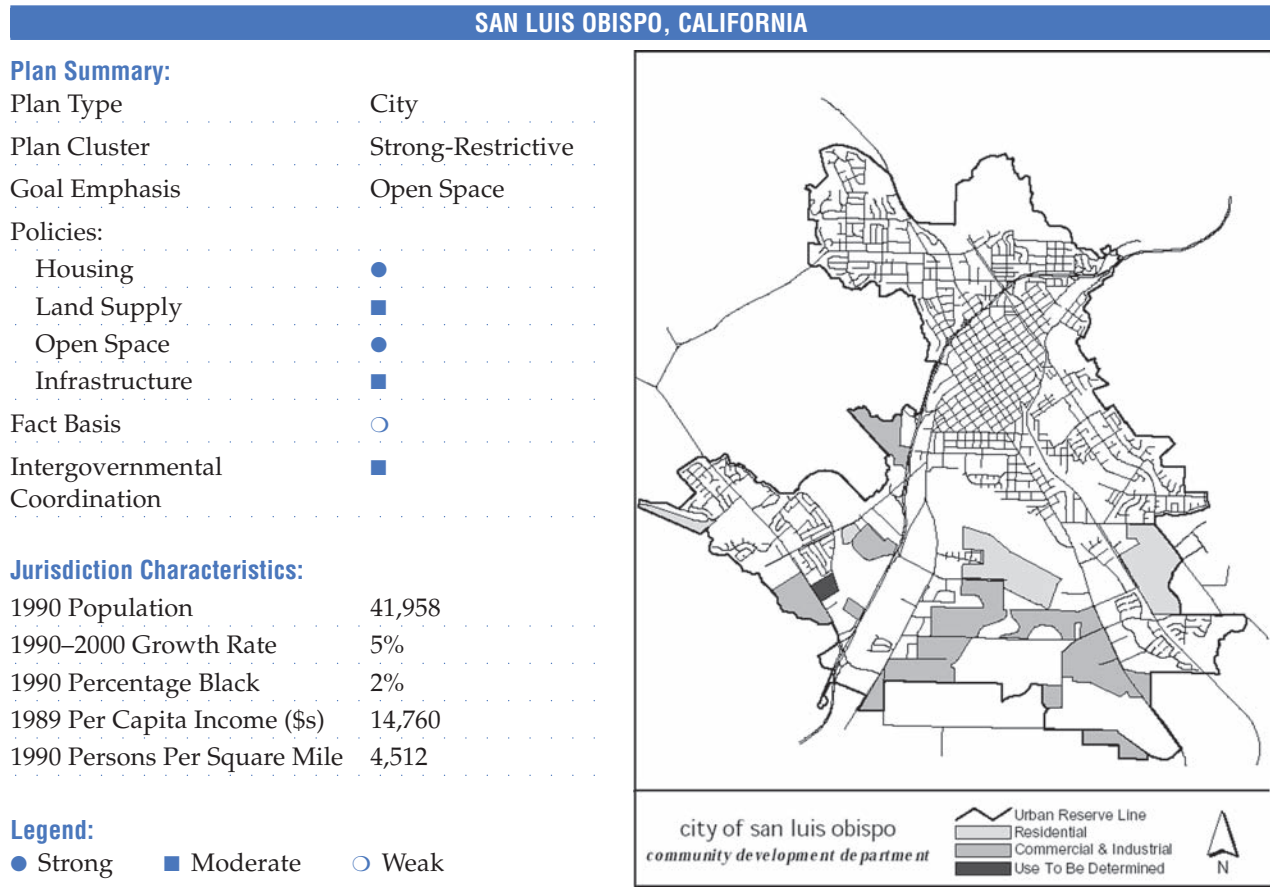 SAN LUIS OBISPO, CALIFORNIA
Plan Summary:
Plan Type City
Plan Cluster Strong-Restrictive
Goal Emphasis Open Space
Policies:
Housing ●
Land Supply ■
Open Space ●
Infrastructure ■
Fact Basis ❍
Intergovernmental ■
Coordination
Jurisdiction Characteristics:
1990 Population 41,958
1990–2000 Growth Rate 5%
1990 Percentage Black 2%
1989 Per Capita Income ($s) 14,760
1990 Persons Per Square Mile 4,512
Legend:
● Strong ■ Moderate ❍ Weak
city of san luis obispo
community development department
Urban Reserve Line
Residential
Commercial & Industrial
Use To Be Determined
N